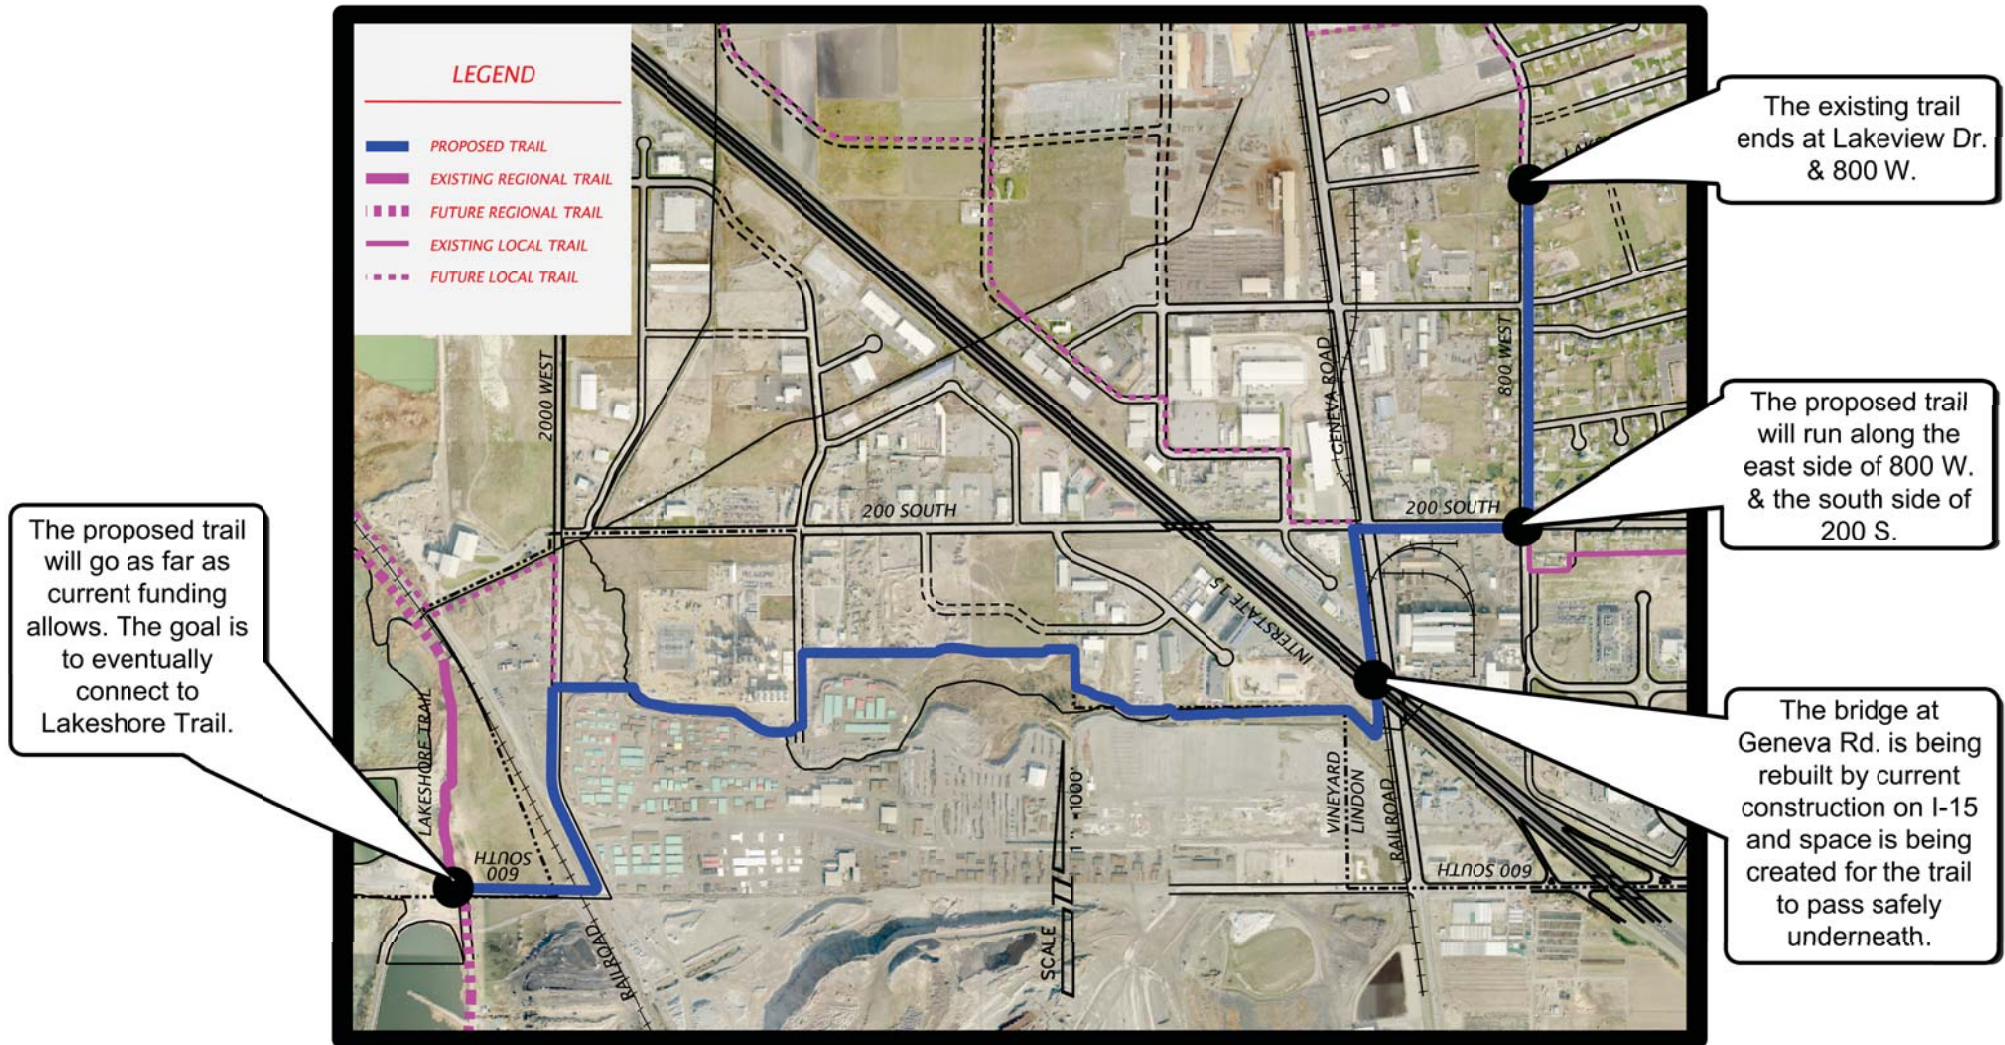 LEGEND
PROPOSED TRAIL
EXISTING REGIONAL TRAIL
FUTURE REGIONAL TRAIL
EXISTING LOCAL TRAIL
FUTURE LOCAL TRAIL
The existing trail
ends at Lakeview Dr.
& 800 W.
The proposed trail
will run along the
east side of 800 W.
& the south side of
200 S.
The bridge at
Geneva Rd. is being
rebuilt by current
construction on I-15
and space is being
created for the trail
to pass safely
underneath.
The proposed trail
will go as far as
current funding
allows. The goal is
to eventually
connect to
Lakeshore Trail.
2000 WEST
200 SOUTH
GENEVA ROAD
800 WEST
200 SOUTH
INTERSTATE 15
LAKESHORE TRAIL
600
SOUTH
RAILROAD
SCALE
1000'
VINEYARD
LINDON
RAILROAD
600 SOUTH